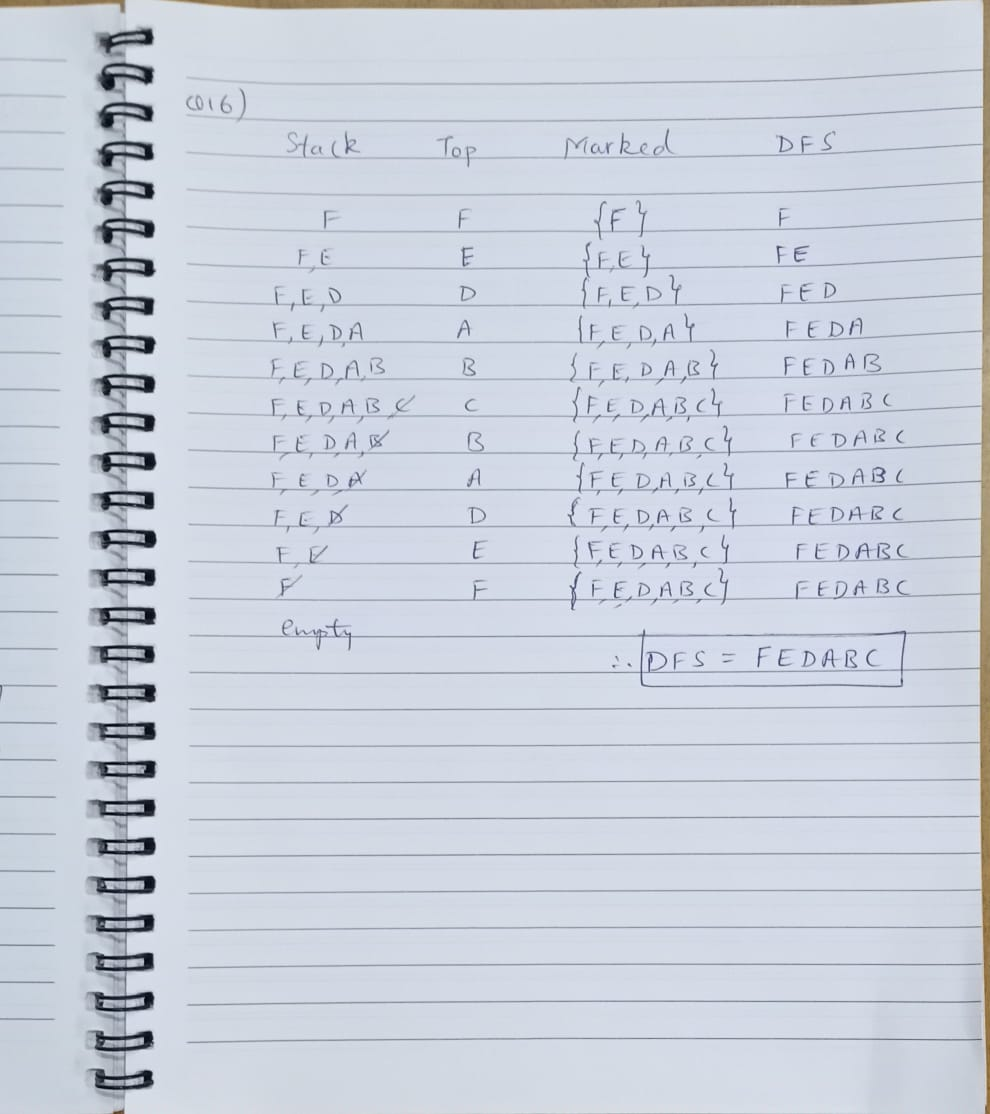 Q16)
Stack Top Marked DFS
F F {F} F
F,E E {F,E} FE
F,E,D D {F,E,D} FED
F,E,D,A A {F,E,D,A} FEDA
F,E,D,A,B B {F,E,D,A,B} FEDAB
F,E,D,A,B,C C {F,E,D,A,B,C} FEDABC
F,E,D,A,B B {F,E,D,A,B,C} FEDABC
F,E,D,A A {F,E,D,A,B,C} FEDABC
F,E,D D {F,E,D,A,B,C} FEDABC
F,E E {F,E,D,A,B,C} FEDABC
F F {F,E,D,A,B,C} FEDABC
empty
∴ DFS = FEDABC